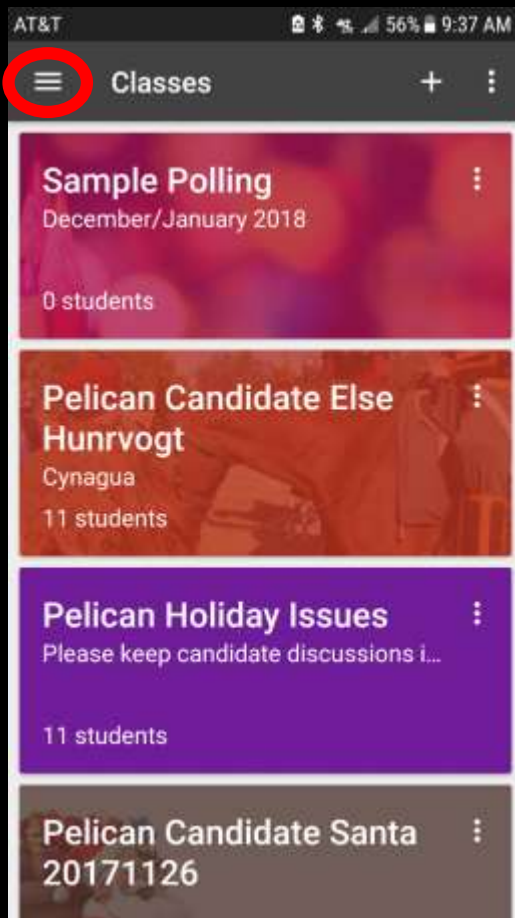 AT&T 56% 9:37 AM
Classes
Sample Polling
December/January 2018
0 students
Pelican Candidate Else
Hunrvogt
Cynagua
11 students
Pelican Holiday Issues
Please keep candidate discussions i...
11 students
Pelican Candidate Santa
20171126